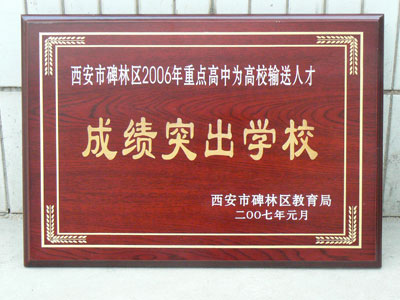 西安市碑林区2006年重点高中为高校输送人才
成绩突出学校
西安市碑林区教育局
二〇〇七年元月